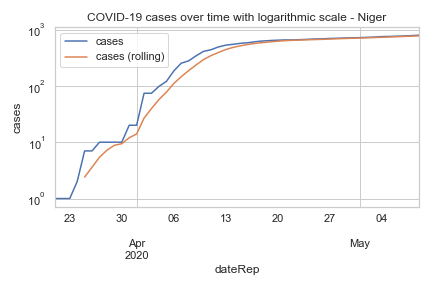 COVID-19 cases over time with logarithmic scale - Niger
cases
cases (rolling)
10³
10²
10¹
10⁰
cases
23
30
06
13
20
27
04
Apr
2020
May
dateRep